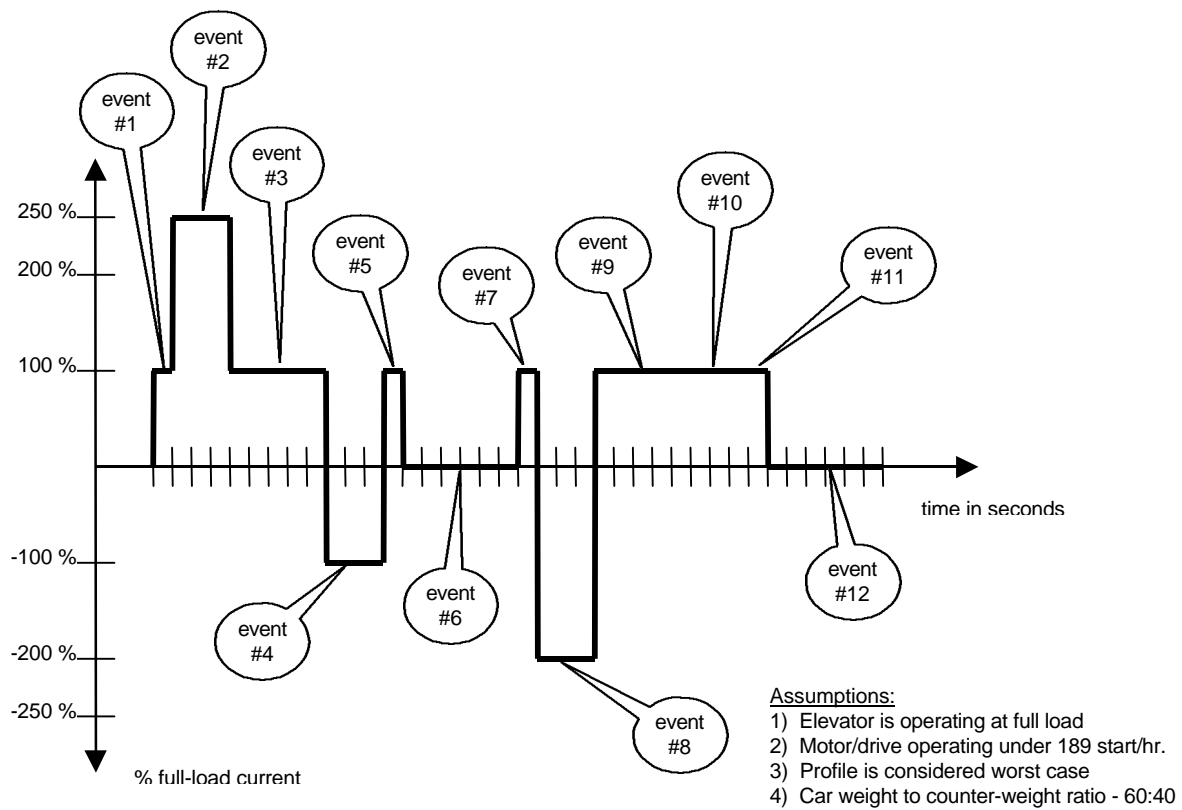 event
#1
event
#2
event
#3
event
#5
event
#7
event
#9
event
#10
event
#11
250 %
200 %
100 %
-100 %
-200 %
-250 %
time in seconds
event
#4
event
#6
event
#8
event
#12
% full-load current
Assumptions:
1) Elevator is operating at full load
2) Motor/drive operating under 189 start/hr.
3) Profile is considered worst case
4) Car weight to counter-weight ratio - 60:40